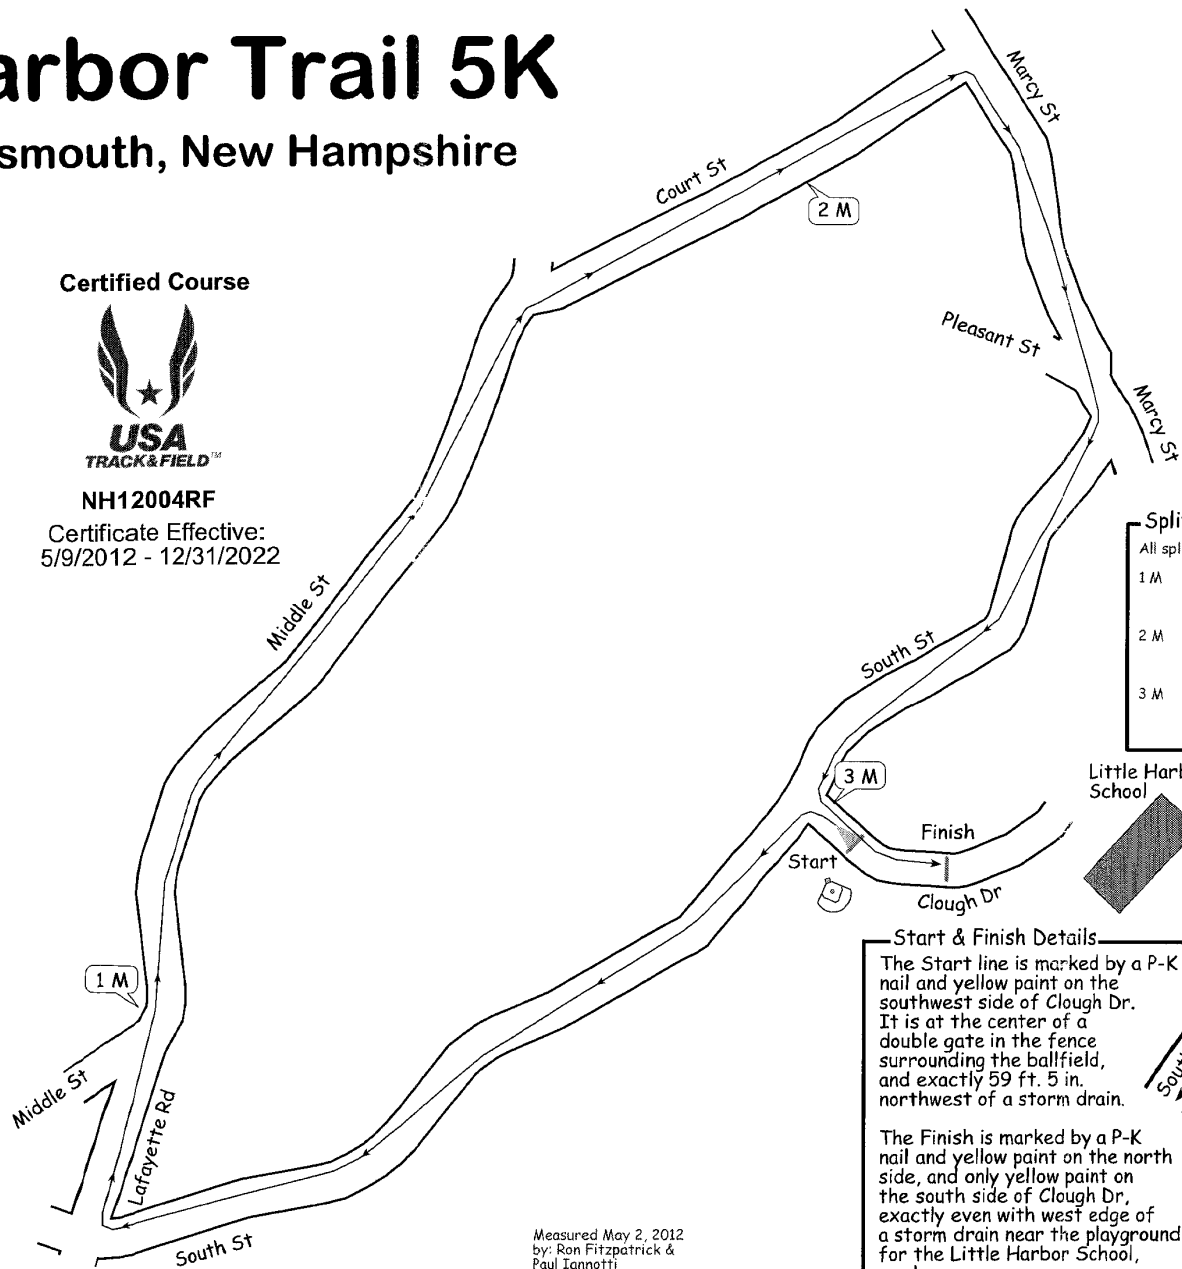 arbor Trail 5K
smouth, New Hampshire
Certified Course
USA
TRACK&FIELD™
NH12004RF
Certificate Effective:
5/9/2012 - 12/31/2022
Marcy St
Court St
2 M
Pleasant St
Marcy St
Middle St
South St
3 M
Finish
Start
Clough Dr
1 M
Middle St
Lafayette Rd
South St
Spli
All spl
1 M
2 M
3 M
Little Harb
School
Start & Finish Details
The Start line is marked by a P-K
nail and yellow paint on the
southwest side of Clough Dr.
It is at the center of a
double gate in the fence
surrounding the ballfield,
and exactly 59 ft. 5 in.
northwest of a storm drain.
South
The Finish is marked by a P-K
nail and yellow paint on the north
side, and only yellow paint on
the south side of Clough Dr,
exactly even with west edge of
a storm drain near the playground
for the Little Harbor School,
Measured May 2, 2012
by: Ron Fitzpatrick &
Paul Iannotti